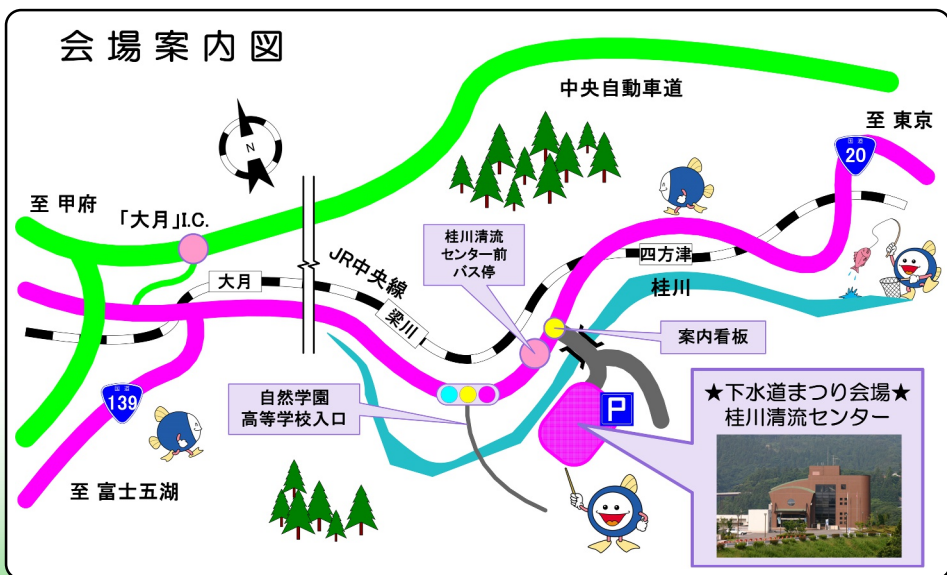 会場案内図
中央自動車道
至 東京
国道
20
N
至 甲府
「大月」I.C.
桂川清流
センター前
バス停
四方津
大月
JR中央線
桂川
梁川
案内看板
国道
139
自然学園
高等学校入口
P
★下水道まつり会場★
桂川清流センター
至 富士五湖